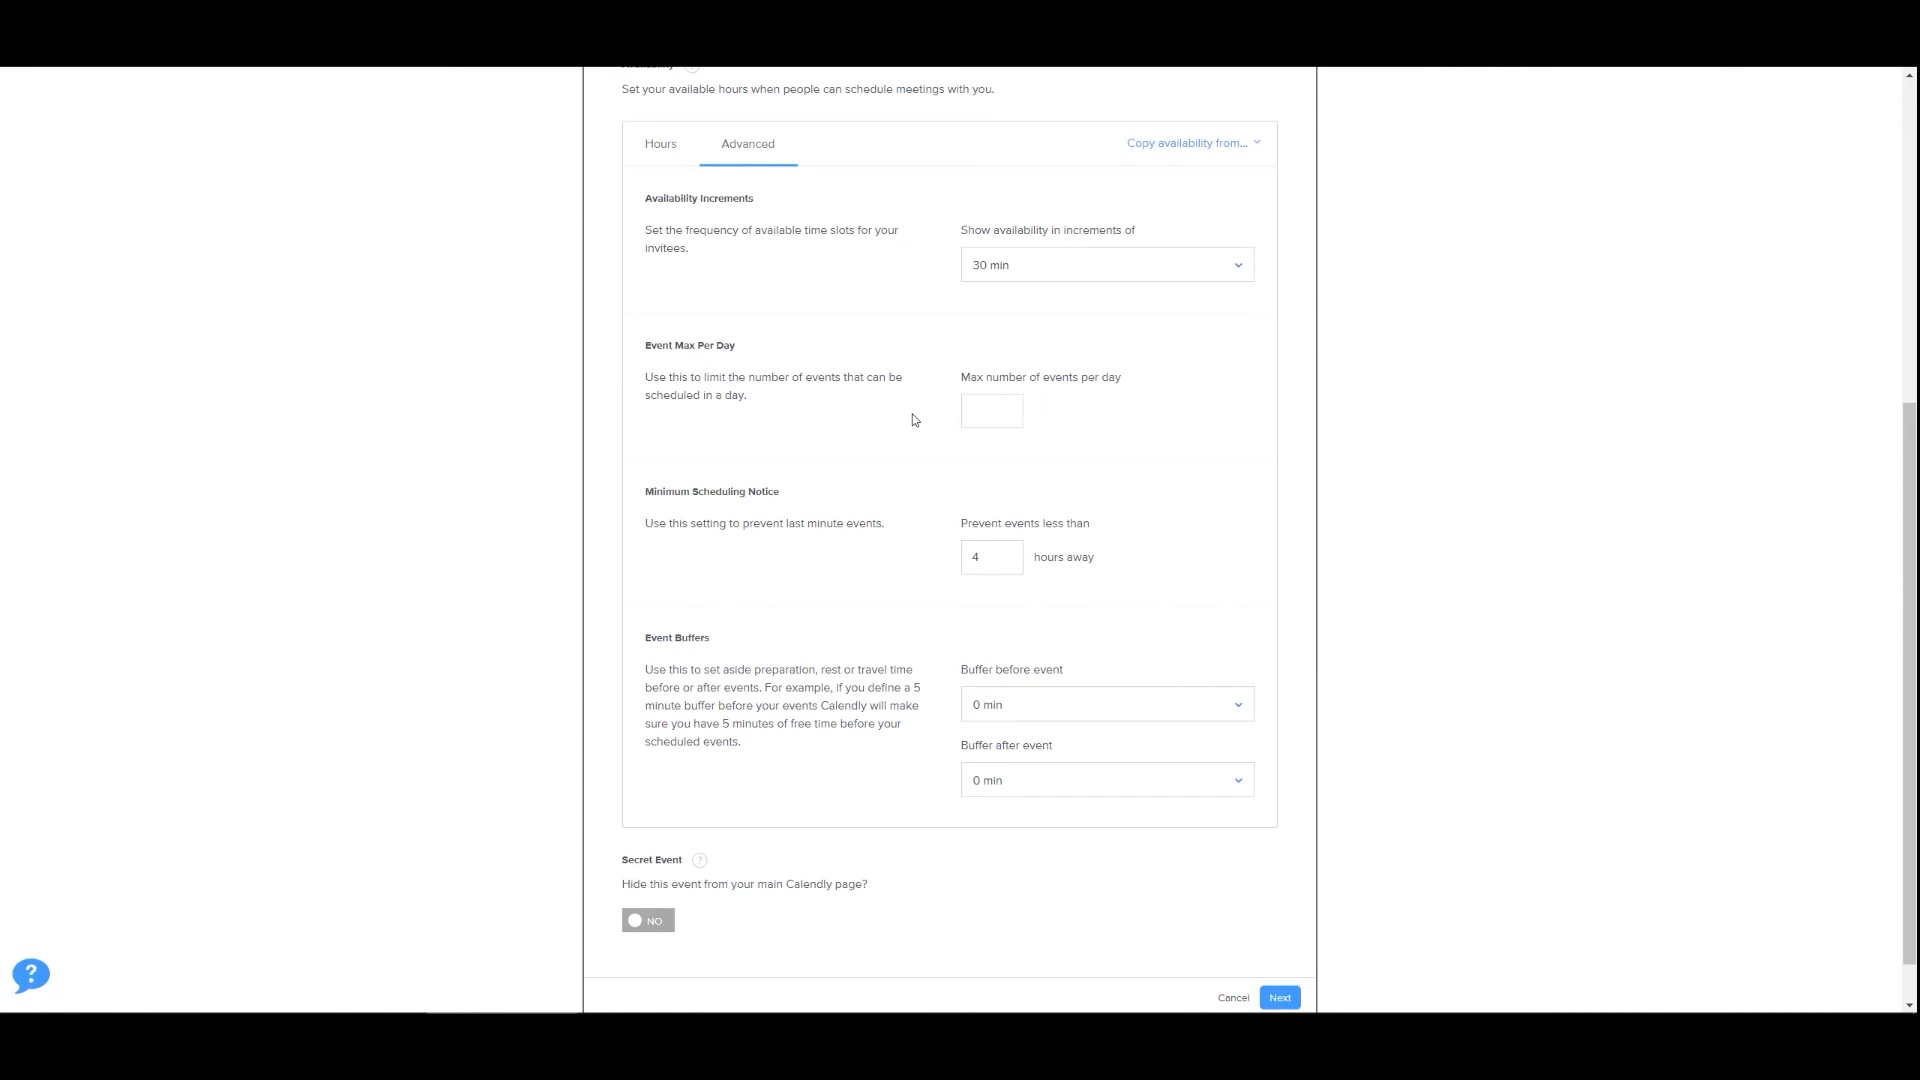 Set your available hours when people can schedule meetings with you.
Hours
Advanced
Copy availability from...
Availability Increments
Set the frequency of available time slots for your
invitees.
Show availability in increments of
30 min
Event Max Per Day
Use this to limit the number of events that can be
scheduled in a day.
Max number of events per day
Minimum Scheduling Notice
Use this setting to prevent last minute events.
Prevent events less than
4
hours away
Event Buffers
Use this to set aside preparation, rest or travel time
before or after events. For example, if you define a 5
minute buffer before your events Calendly will make
sure you have 5 minutes of free time before your
scheduled events.
Buffer before event
0 min
Buffer after event
0 min
Secret Event ?
Hide this event from your main Calendly page?
NO
?
Cancel
Next